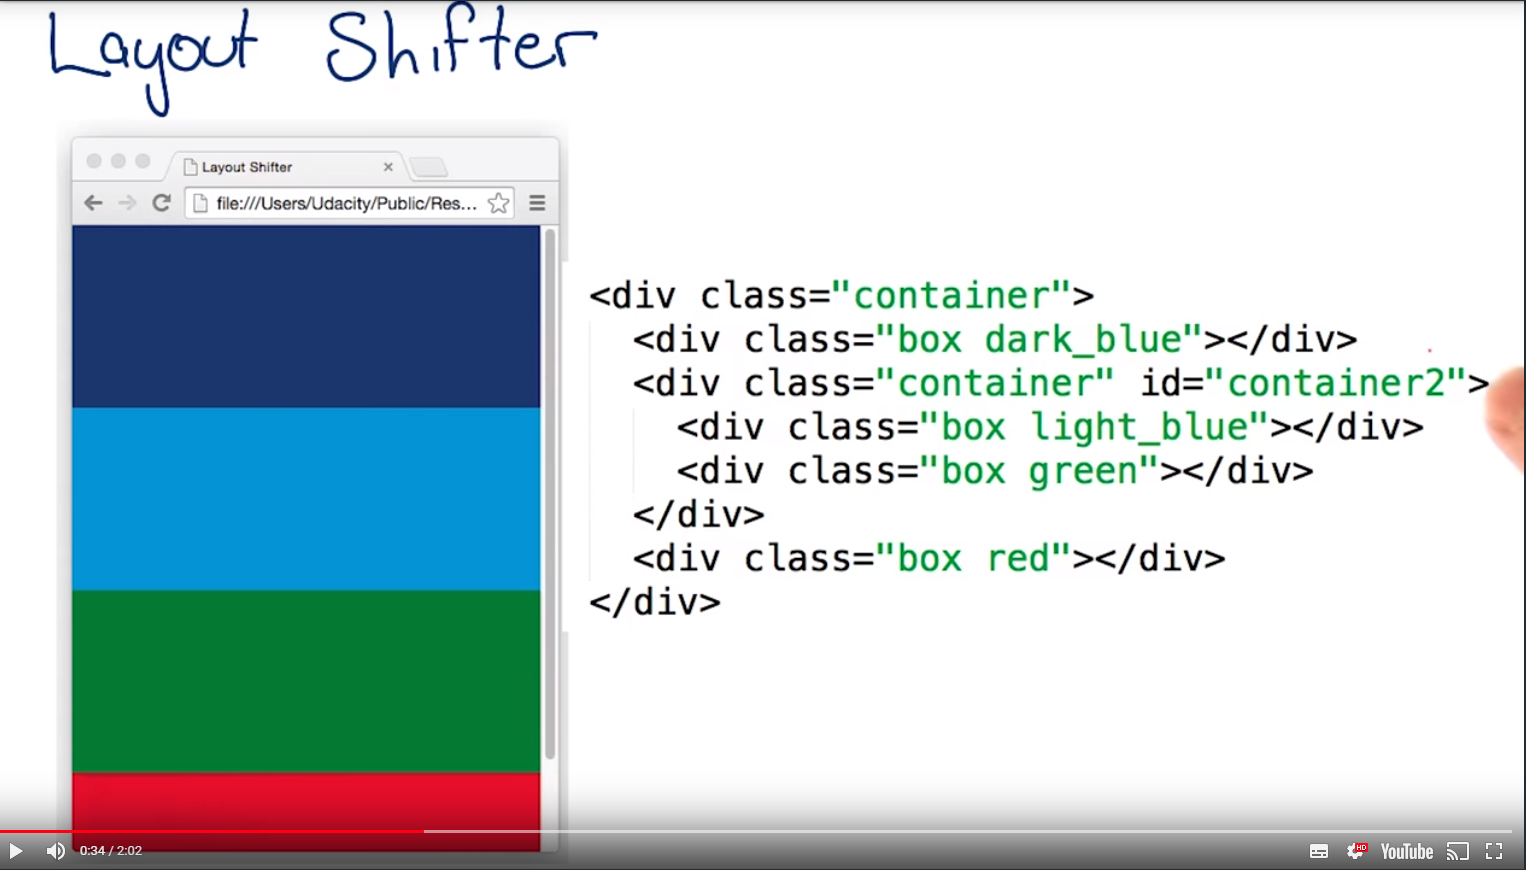 Layout Shifter
Layout Shifter
file:///Users/Udacity/Public/Res...
<div class="container">
<div class="box dark_blue"></div>
<div class="container" id="container2">
<div class="box light_blue"></div>
<div class="box green"></div>
</div>
<div class="box red"></div>
</div>
0:34 / 2:02
HD
YouTube